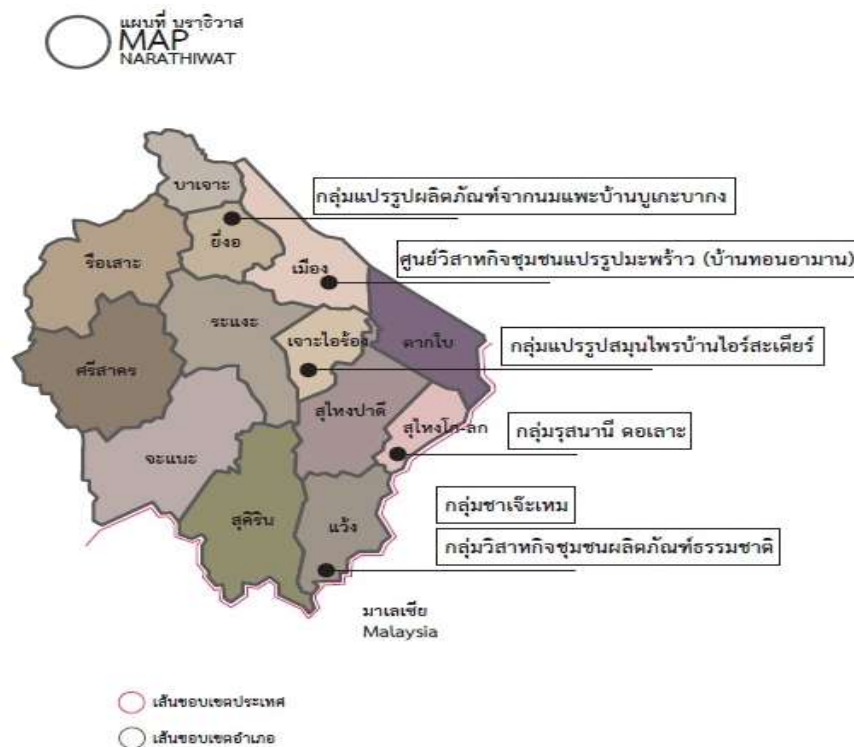 แผนที่ นราธิวาส
MAP
NARATHIWAT
บาเจาะ
กลุ่มแปรรูปผลิตภัณฑ์จากนมแพะบ้านบูเกะบากง
ยี่งอ
รือเสาะ
เมือง
ศูนย์วิสาหกิจชุมชนแปรรูปมะพร้าว (บ้านทอนอามาน)
ระแงะ
เจาะไอร้อง
ตากใบ
กลุ่มแปรรูปสมุนไพรบ้านไอร์สะเตียร์
ศรีสาคร
สุไหงปาดี
สุไหงโก-ลก
กลุ่มรุสนานี ดอเลาะ
จะแนะ
กลุ่มชาเจ๊ะเหม
สุคิริน
แว้ง
กลุ่มวิสาหกิจชุมชนผลิตภัณฑ์ธรรมชาติ
มาเลเซีย
Malaysia
เส้นขอบเขตประเทศ
เส้นขอบเขตอำเภอ